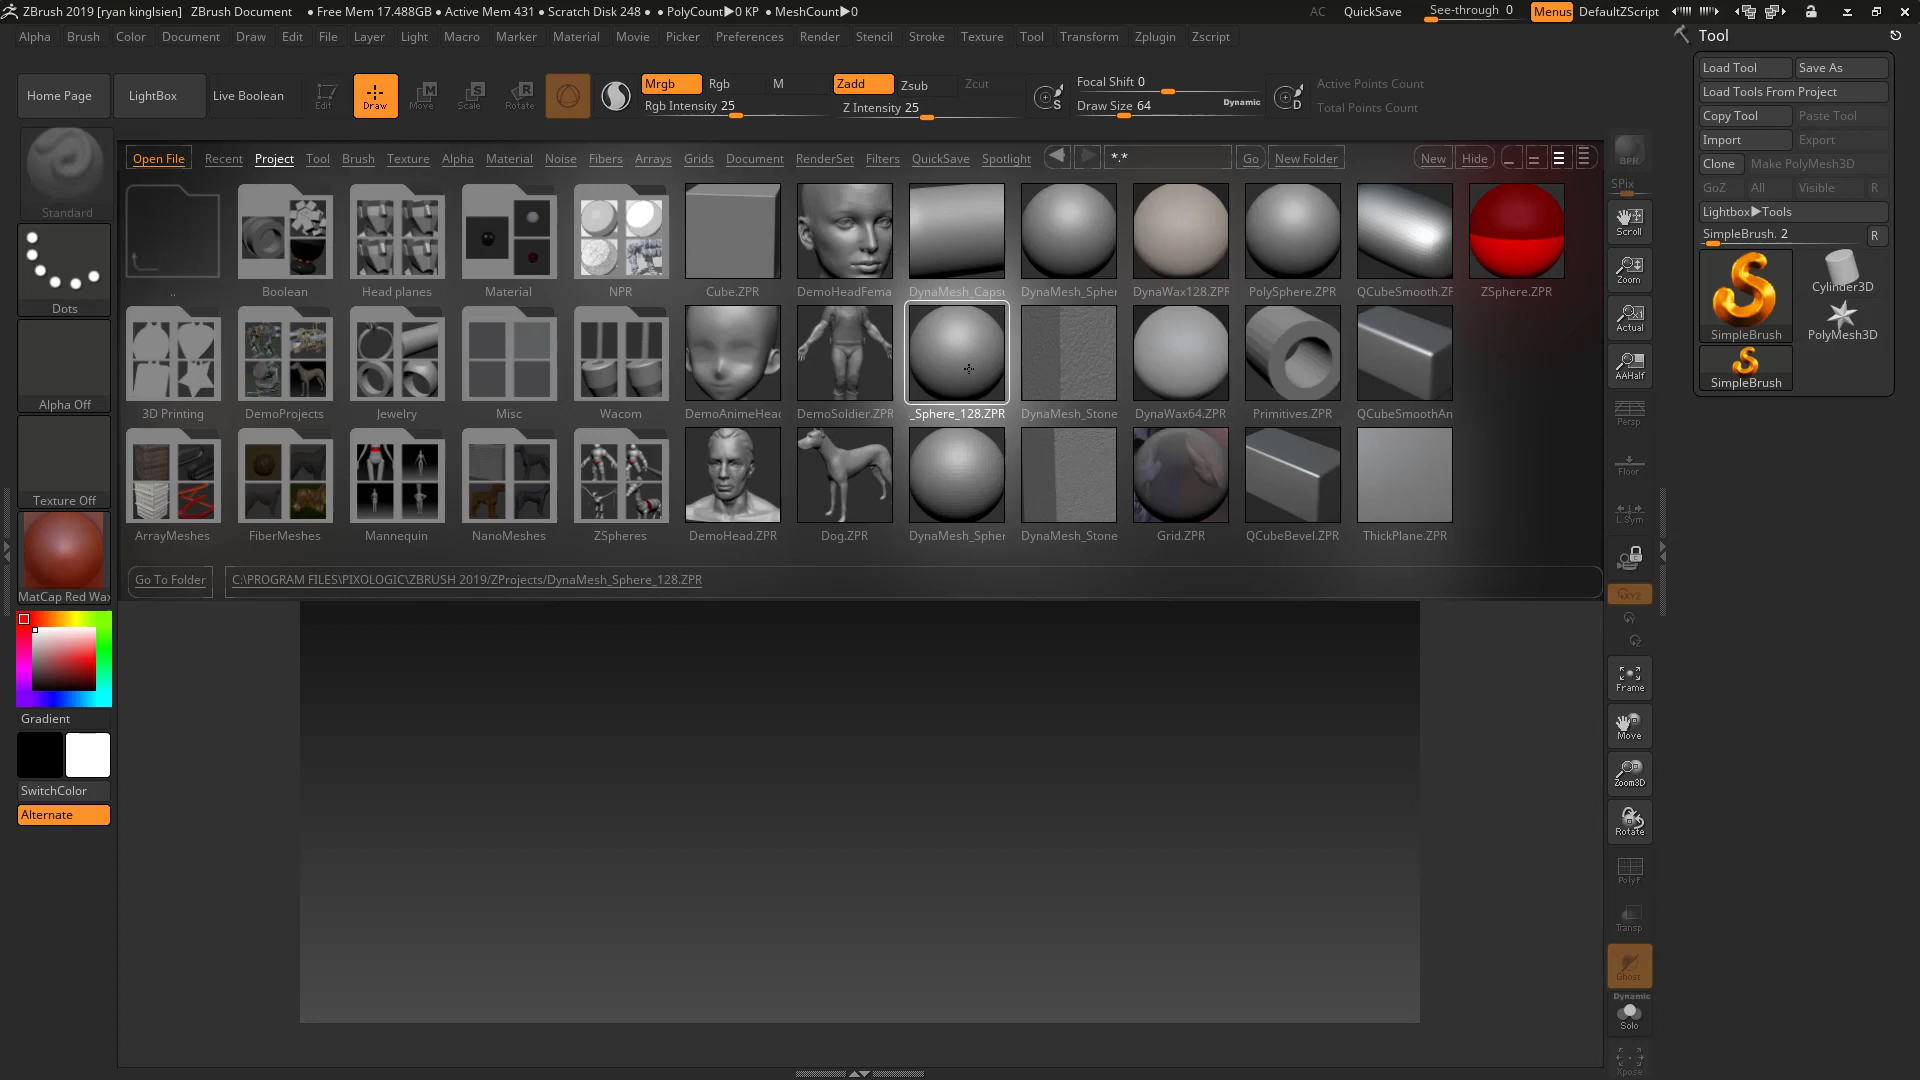 ZBrush 2019 [ryan kinglsien] ZBrush Document • Free Mem 17.488GB • Active Mem 431 • Scratch Disk 248 • • PolyCount▶0 KP • MeshCount▶0 AC QuickSave See-through 0 Menus DefaultZScript
Alpha Brush Color Document Draw Edit File Layer Light Macro Marker Material Movie Picker Preferences Render Stencil Stroke Texture Tool Transform Zplugin Zscript
Tool
Load Tool Save As
Load Tools From Project
Copy Tool Paste Tool
Import Export
Clone Make PolyMesh3D
GoZ All Visible R
Lightbox▶Tools
SimpleBrush. 2 R
SimpleBrush Cylinder3D
PolyMesh3D
SimpleBrush
Home Page LightBox Live Boolean Edit Draw Move Scale Rotate
Mrgb Rgb M Zadd Zsub Zcut
Rgb Intensity 25 Z Intensity 25
S Focal Shift 0
Draw Size 64 Dynamic D
Active Points Count
Total Points Count
Open File Recent Project Tool Brush Texture Alpha Material Noise Fibers Arrays Grids Document RenderSet Filters QuickSave Spotlight *.* Go New Folder New Hide
.. Boolean Head planes Material NPR Cube.ZPR DemoHeadFema DynaMesh_Capsu DynaMesh_Spher DynaWax128.ZPR PolySphere.ZPR QCubeSmooth.ZF ZSphere.ZPR
3D Printing DemoProjects Jewelry Misc Wacom DemoAnimeHead DemoSoldier.ZPR _Sphere_128.ZPR DynaMesh_Stone DynaWax64.ZPR Primitives.ZPR QCubeSmoothAn
ArrayMeshes FiberMeshes Mannequin NanoMeshes ZSpheres DemoHead.ZPR Dog.ZPR DynaMesh_Spher DynaMesh_Stone Grid.ZPR QCubeBevel.ZPR ThickPlane.ZPR
Go To Folder C:\PROGRAM FILES\PIXOLOGIC\ZBRUSH 2019/ZProjects/DynaMesh_Sphere_128.ZPR
Standard
Dots
Alpha Off
Texture Off
MatCap Red Wax
Gradient
SwitchColor
Alternate
BPR
SPix
Scroll
Zoom
Actual
AAHalf
Persp
Floor
L.Sym
XYZ
Frame
Move
Zoom3D
Rotate
PolyF
Transp
Ghost
Dynamic
Solo
Xpose